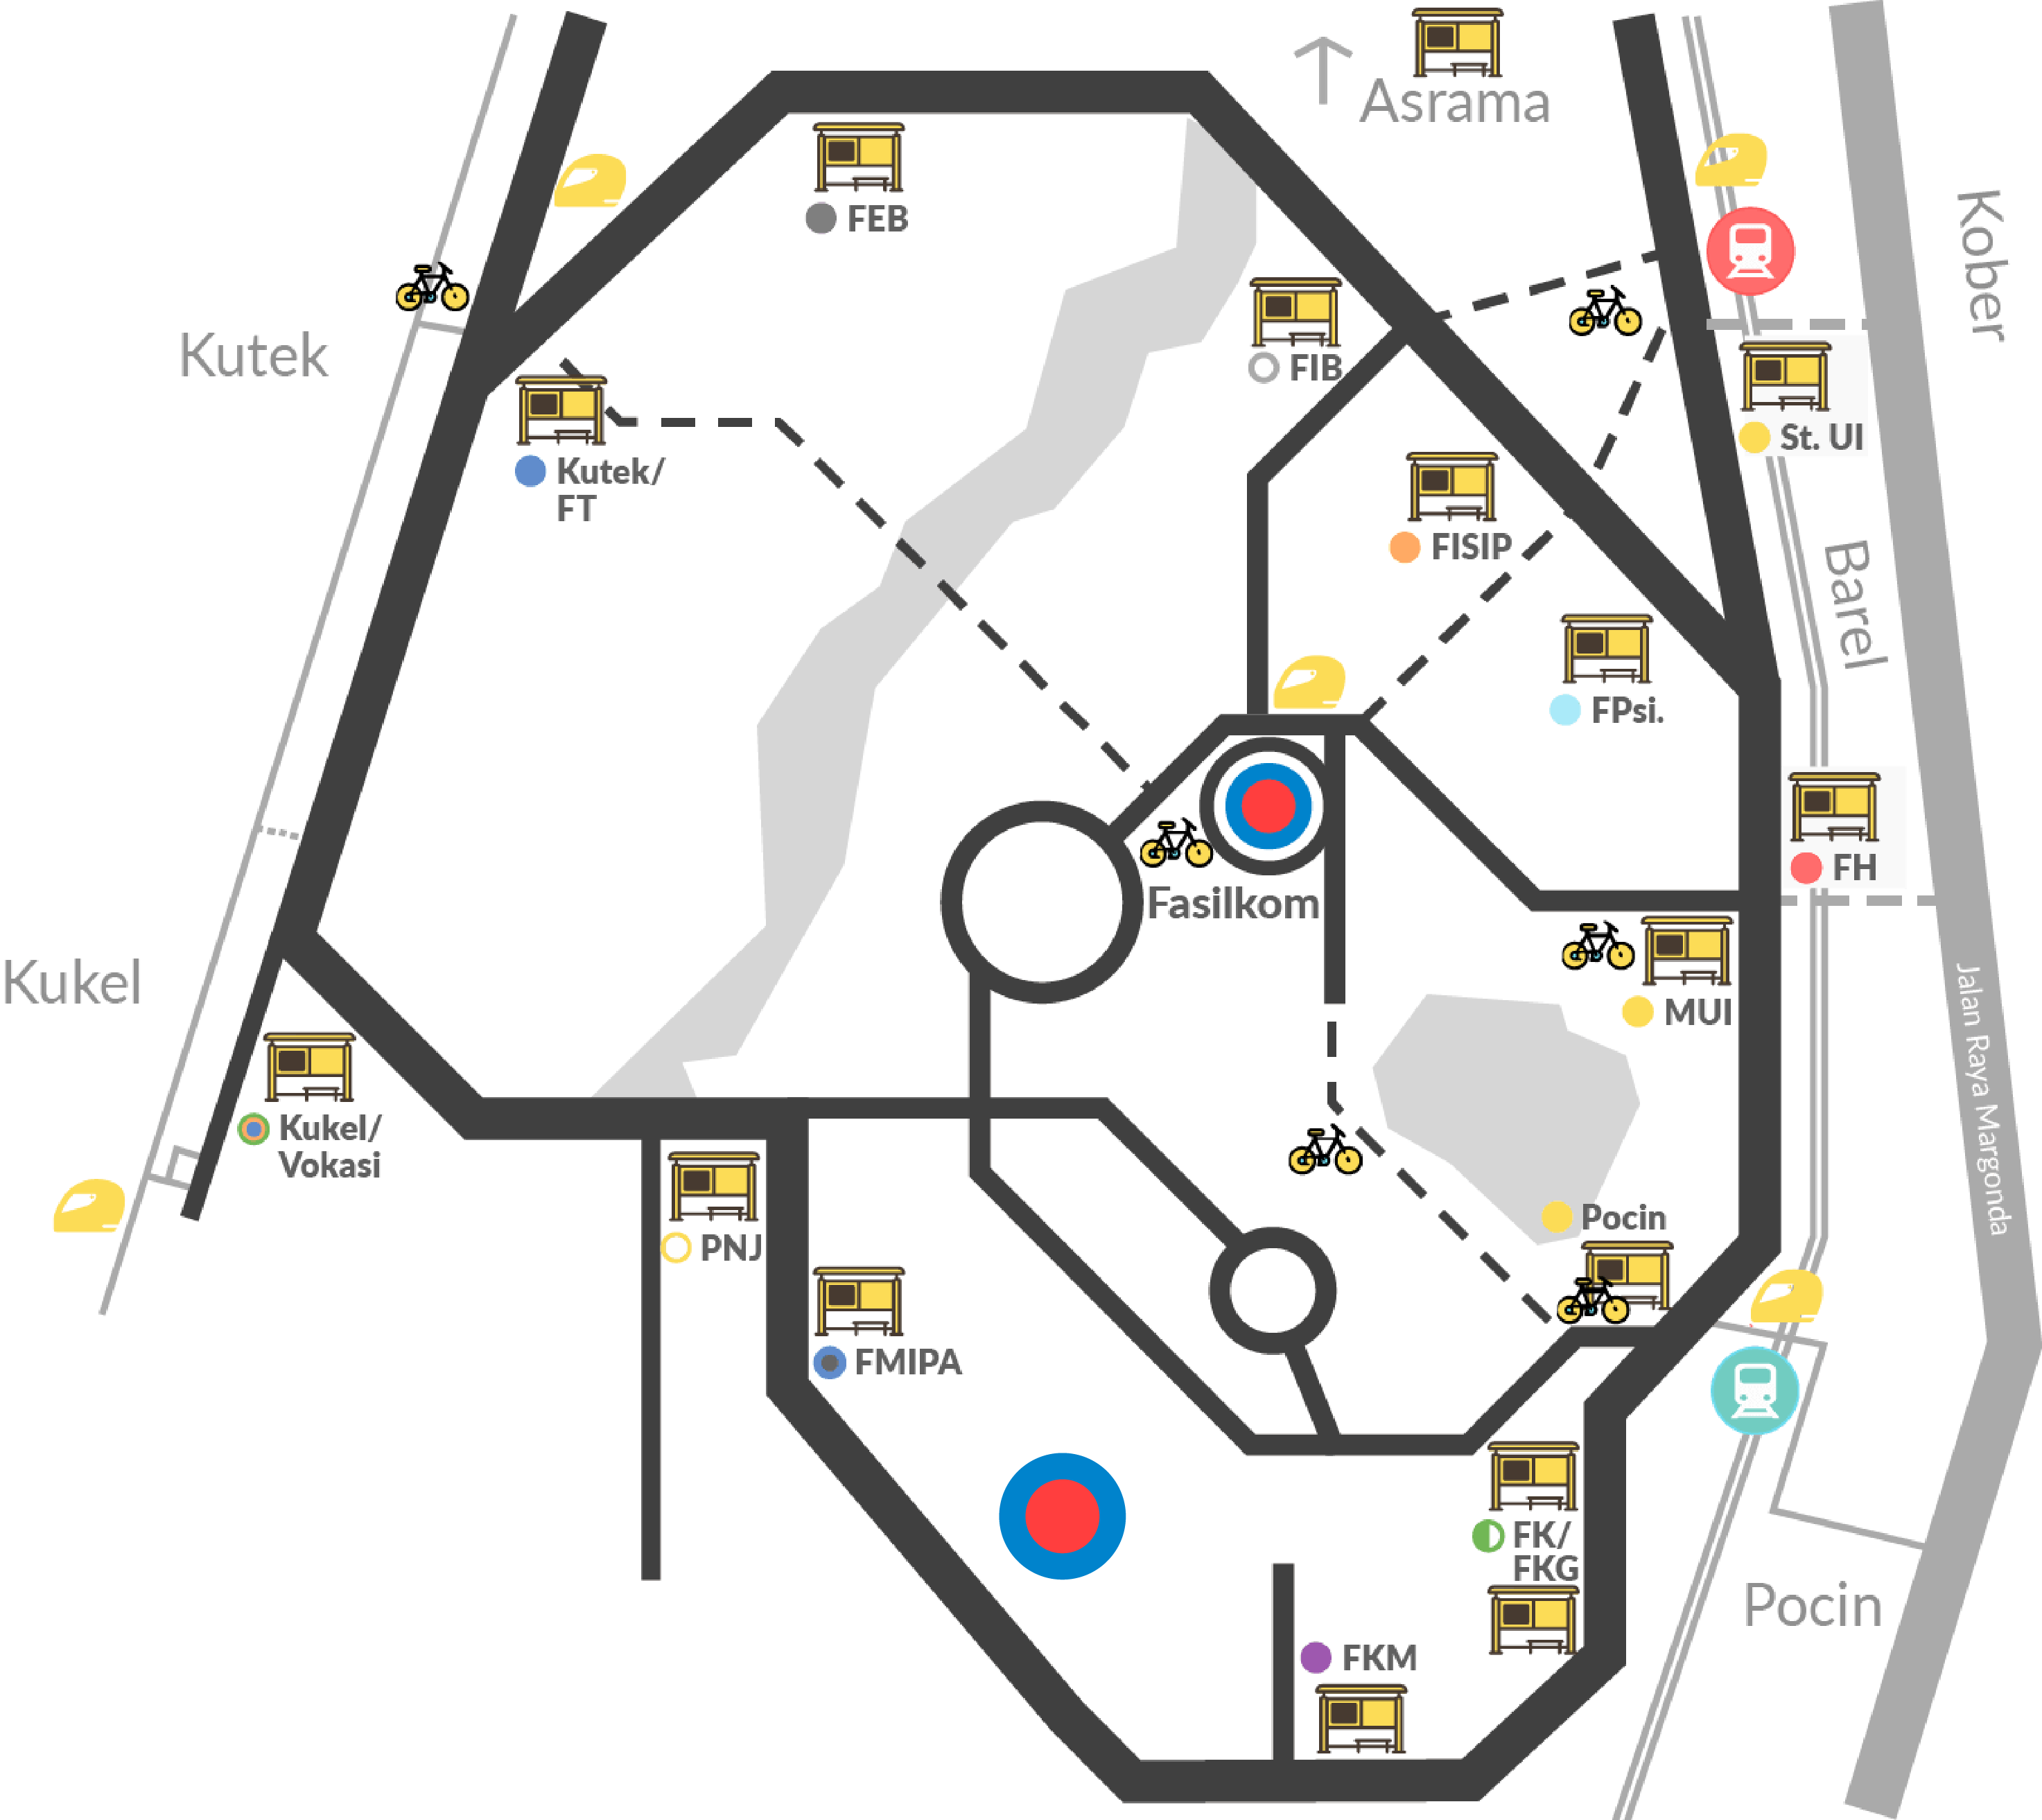 Asrama
Kober
FEB
Kutek
FIB
St. UI
Kutek/
FT
FISIP
Barel
FPsi.
FH
Fasilkom
Kukel
MUI
Jalan Raya Margonda
Kukel/
Vokasi
Pocin
PNJ
FMIPA
FK/
FKG
Pocin
FKM